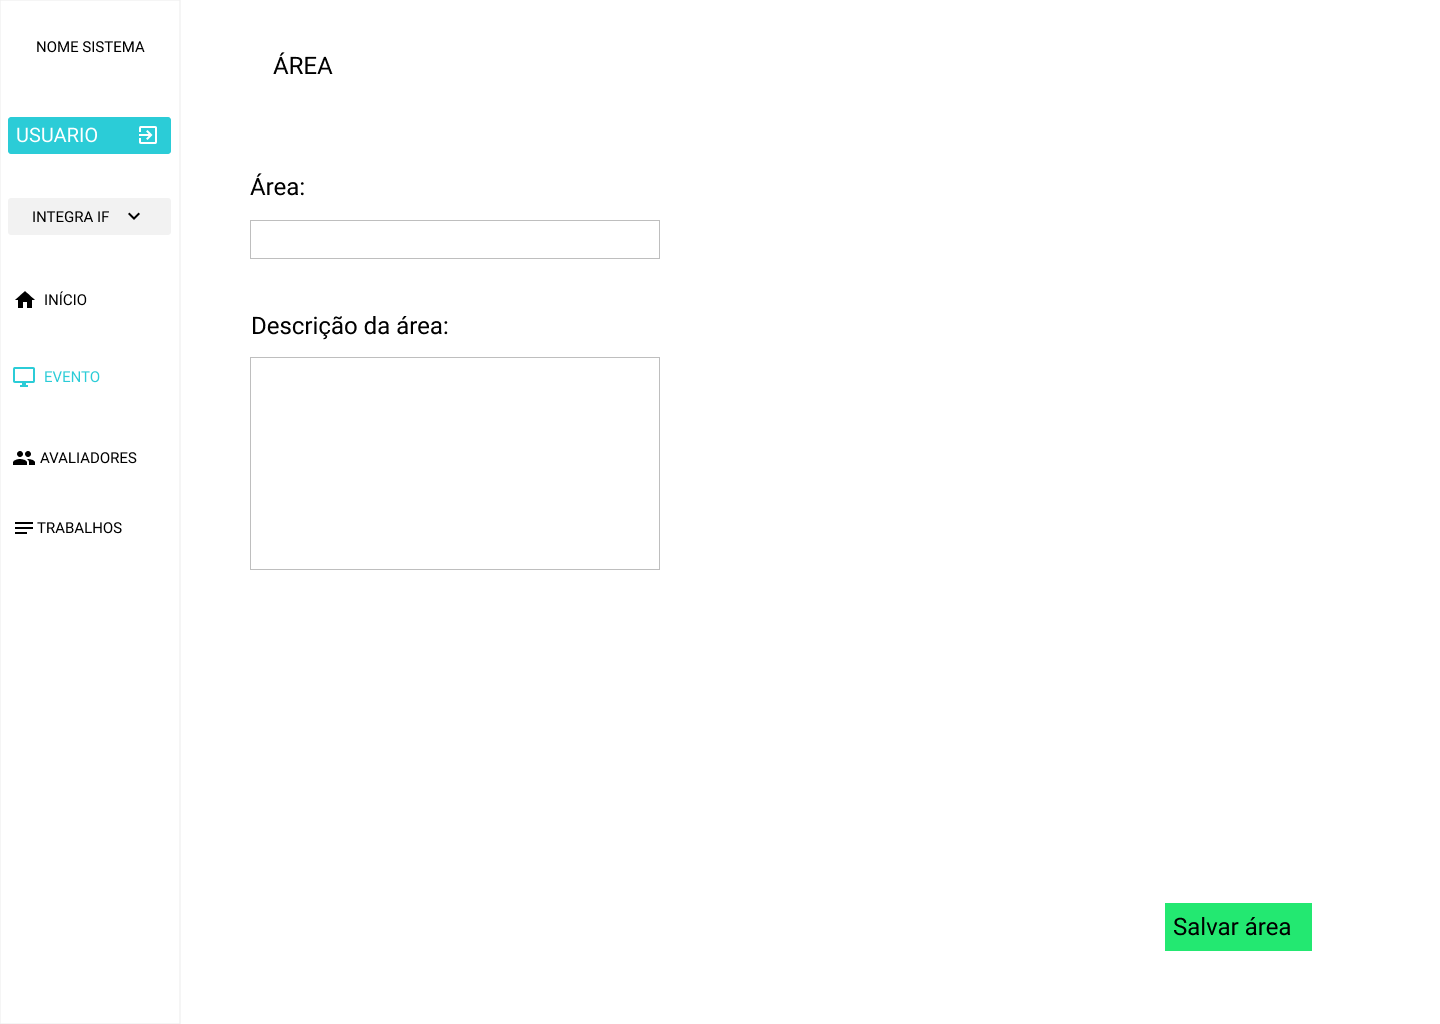 NOME SISTEMA
USUARIO
INTEGRA IF
INÍCIO
EVENTO
AVALIADORES
TRABALHOS
ÁREA
Área:
Descrição da área:
Salvar área